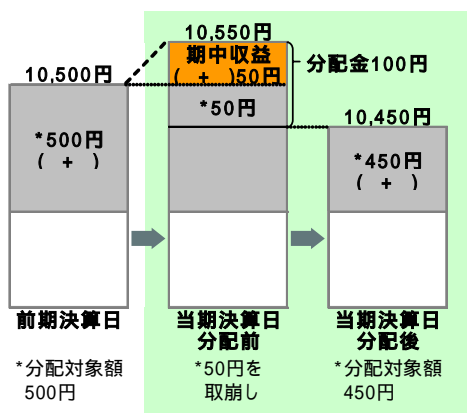 10,550円
期中収益
( + )50円
分配金100円
10,500円
*50円
10,450円
*500円
( + )
*450円
( + )
前期決算日
当期決算日
分配前
当期決算日
分配後
*分配対象額
500円
*50円を
取崩し
*分配対象額
450円